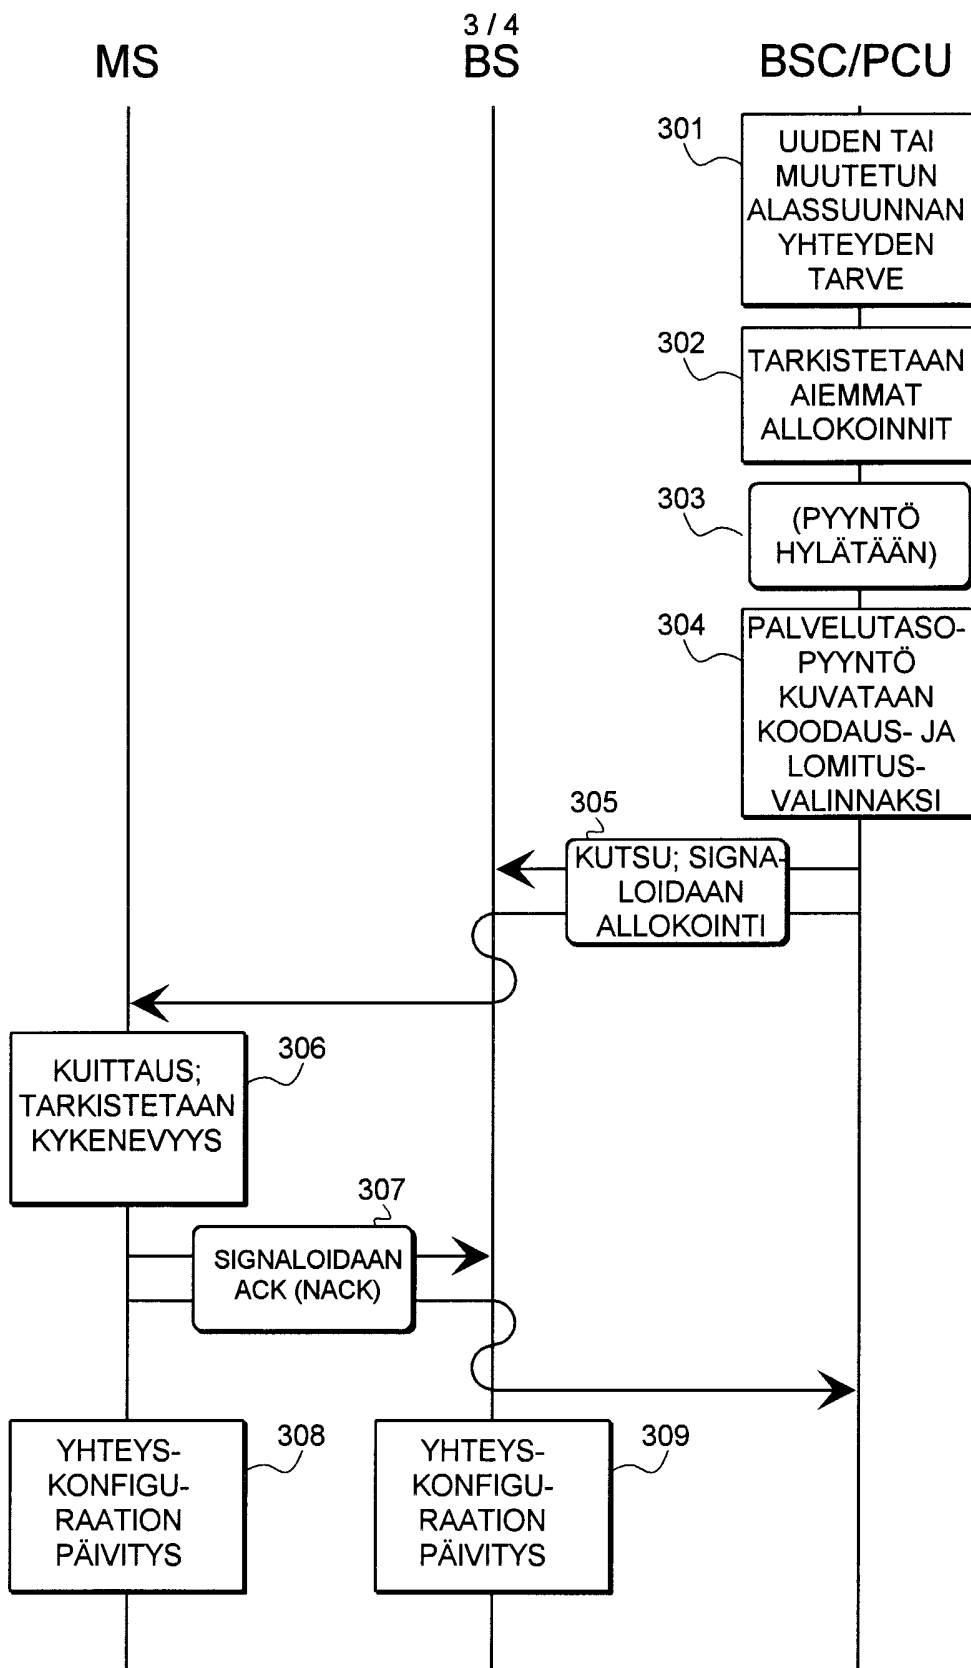 3 / 4
MS
BS
BSC/PCU
301
UUDEN TAI
MUUTETUN
ALASSUUNNAN
YHTEYDEN
TARVE
302
TARKISTETAAN
AIEMMAT
ALLOKOINNIT
303
(PYYNTÖ
HYLÄTÄÄN)
304
PALVELUTASO-
PYYNTÖ
KUVATAAN
KOODAUS- JA
LOMITUS-
VALINNAKSI
305
KUTSU; SIGNA-
LOIDAAN
ALLOKOINTI
306
KUITTAUS;
TARKISTETAAN
KYKENEVYYS
307
SIGNALOIDAAN
ACK (NACK)
308
YHTEYS-
KONFIGU-
RAATION
PÄIVITYS
309
YHTEYS-
KONFIGU-
RAATION
PÄIVITYS